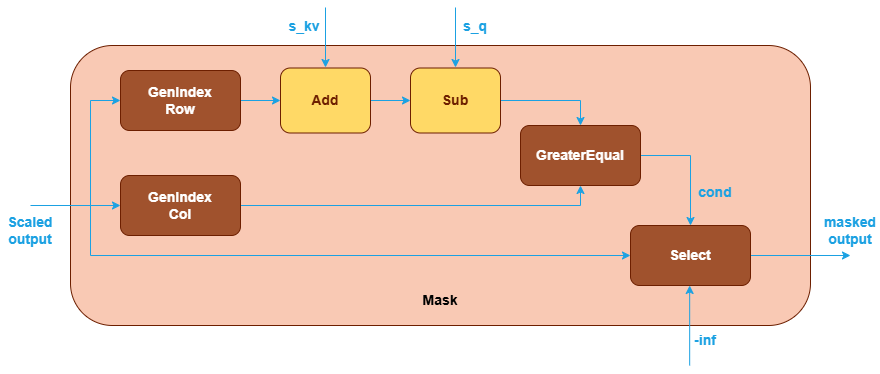 s_kv
s_q
GenIndex
Row
Add
Sub
GreaterEqual
GenIndex
Col
cond
Scaled
output
masked
output
Select
Mask
-inf